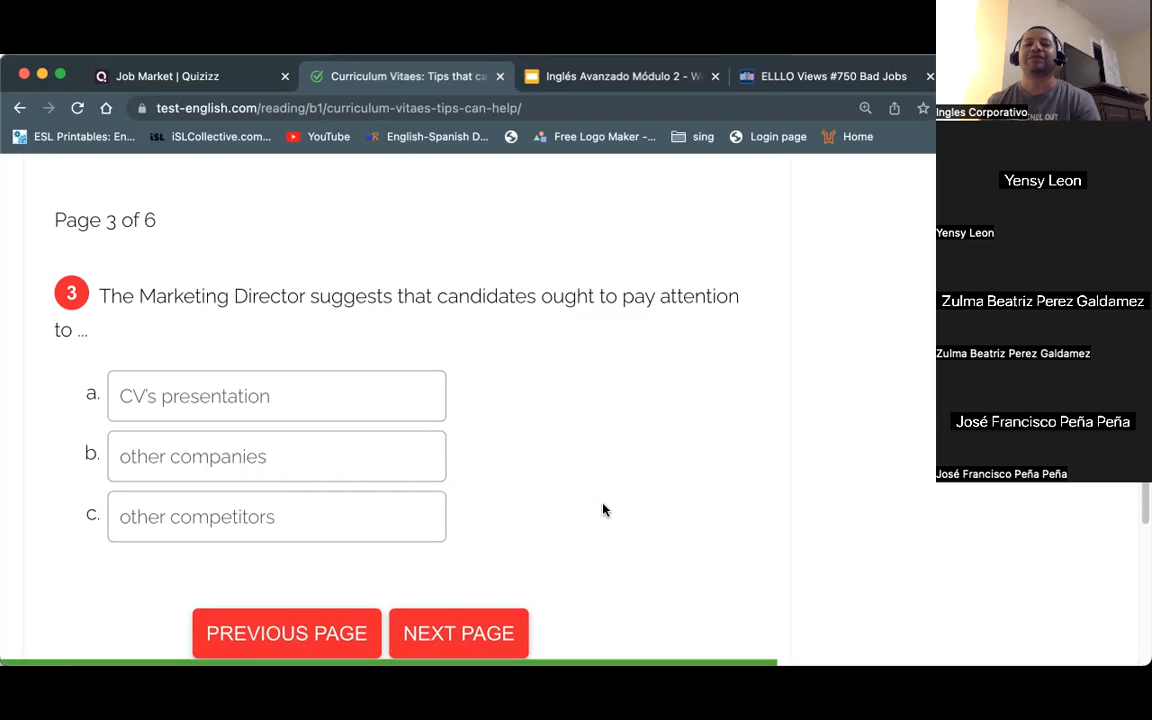 Job Market | Quizizz
Curriculum Vitaes: Tips that ca
Inglés Avanzado Módulo 2 - W
ELLLO Views #750 Bad Jobs
test-english.com/reading/b1/curriculum-vitaes-tips-can-help/
ESL Printables: En...
iSL
iSLCollective.com...
YouTube
English-Spanish D...
Free Logo Maker -...
sing
Login page
Home
Page 3 of 6
3 The Marketing Director suggests that candidates ought to pay attention
to ...
a. CV's presentation
b. other companies
c. other competitors
PREVIOUS PAGE
NEXT PAGE
CHILL OUT
Ingles Corporativo
Yensy Leon
Yensy Leon
Zulma Beatriz Perez Galdamez
Zulma Beatriz Perez Galdamez
José Francisco Peña Peña
José Francisco Peña Peña